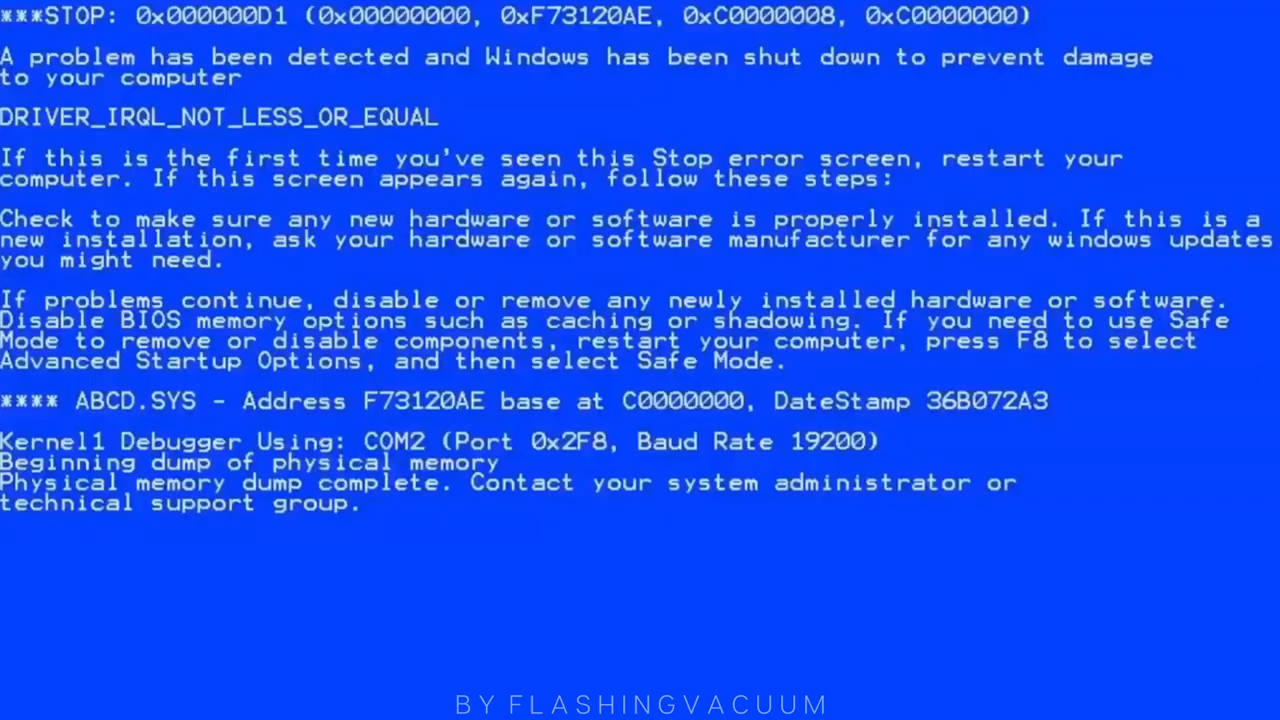 ***STOP: 0x000000D1 (0x00000000, 0xF73120AE, 0xC0000008, 0xC0000000)
A problem has been detected and Windows has been shut down to prevent damage
to your computer
DRIVER_IRQL_NOT_LESS_OR_EQUAL
If this is the first time you've seen this Stop error screen, restart your
computer. If this screen appears again, follow these steps:
Check to make sure any new hardware or software is properly installed. If this is a
new installation, ask your hardware or software manufacturer for any windows updates
you might need.
If problems continue, disable or remove any newly installed hardware or software.
Disable BIOS memory options such as caching or shadowing. If you need to use Safe
Mode to remove or disable components, restart your computer, press F8 to select
Advanced Startup Options, and then select Safe Mode.
**** ABCD.SYS - Address F73120AE base at C0000000, DateStamp 36B072A3
Kernel1 Debugger Using: COM2 (Port 0x2F8, Baud Rate 19200)
Beginning dump of physical memory
Physical memory dump complete. Contact your system administrator or
technical support group.
BY FLASHINGVACUUM